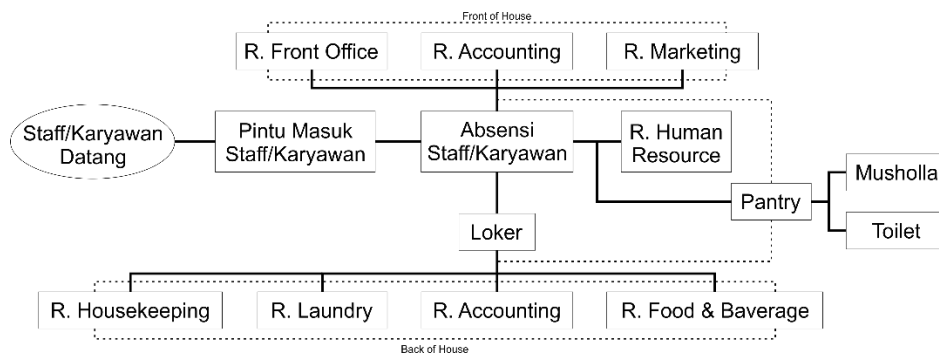 Front of House
R. Front Office
R. Accounting
R. Marketing
Staff/Karyawan
Datang
Pintu Masuk
Staff/Karyawan
Absensi
Staff/Karyawan
R. Human
Resource
Pantry
Musholla
Toilet
Loker
R. Housekeeping
R. Laundry
R. Accounting
R. Food & Baverage
Back of House